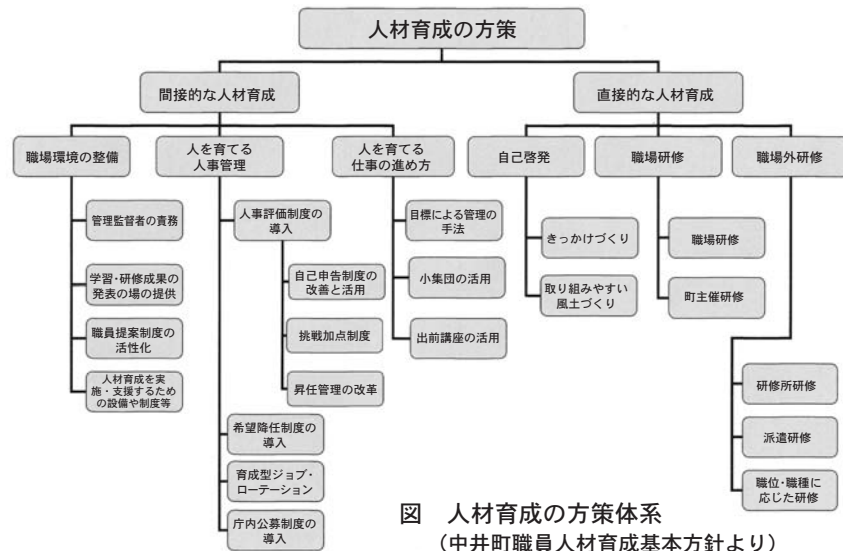 人材育成の方策
間接的な人材育成
直接的な人材育成
職場環境の整備
人を育てる
人事管理
人を育てる
仕事の進め方
自己啓発
職場研修
職場外研修
管理監督者の責務
学習・研修成果の
発表の場の提供
職員提案制度の
活性化
人材育成を実
施・支援するため
の設備や制度等
人事評価制度の
導入
自己申告制度の
改善と活用
挑戦加点制度
昇任管理の改革
希望降任制度の
導入
育成型ジョブ・
ローテーション
庁内公募制度の
導入
目標による管理の
手法
小集団の活用
出前講座の活用
きっかけづくり
取り組みやすい
風土づくり
職場研修
町主催研修
研修所研修
派遣研修
職位・職種に
応じた研修
図　人材育成の方策体系
（中井町職員人材育成基本方針より）